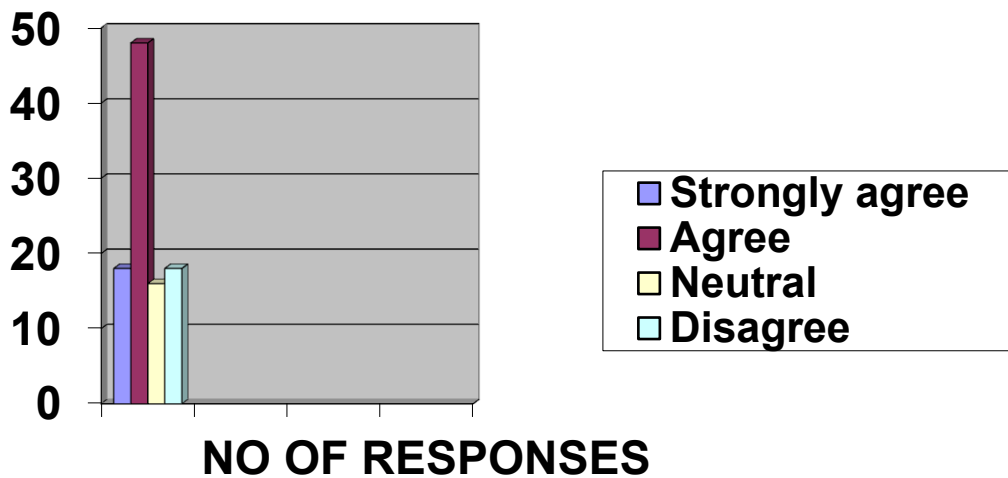 50
40
30
20
10
0
NO OF RESPONSES
Strongly agree
Agree
Neutral
Disagree